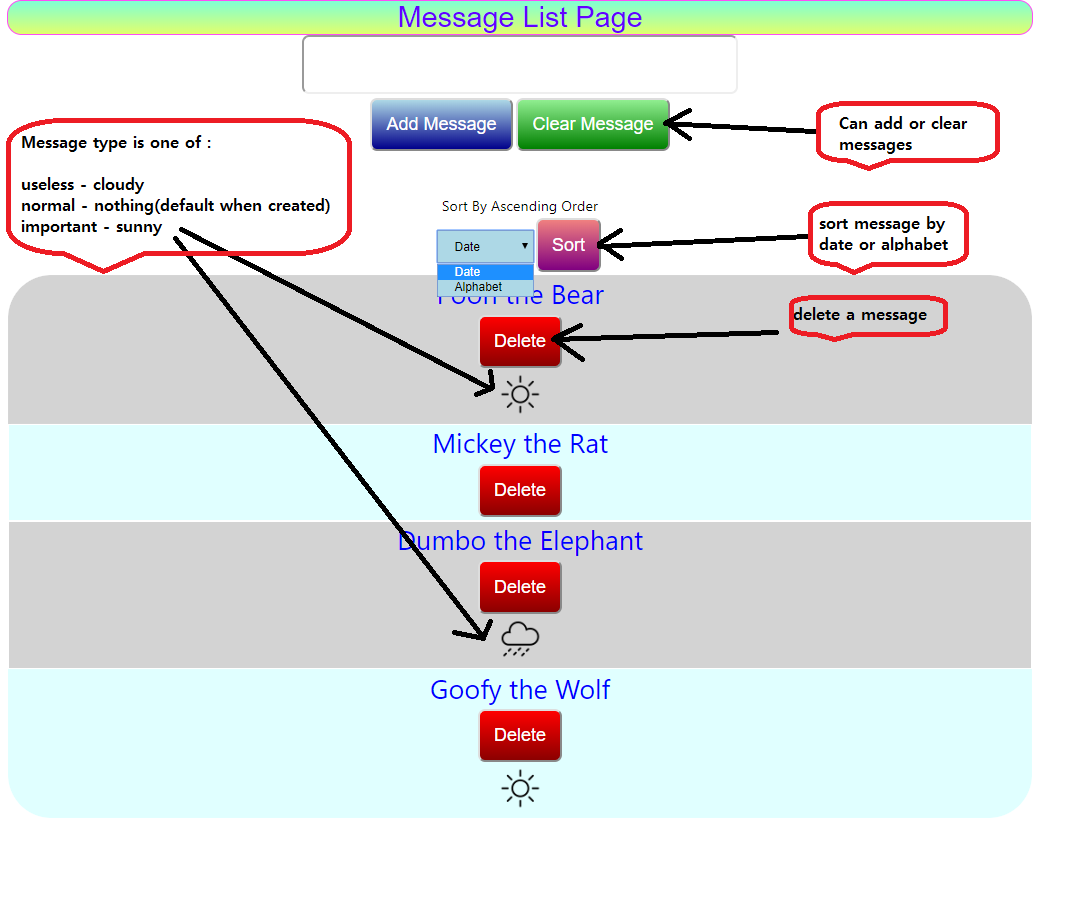 Message List Page
Add Message
Clear Message
Can add or clear
messages
Message type is one of :
useless - cloudy
normal - nothing(default when created)
important - sunny
Sort By Ascending Order
Date
Sort
sort message by
date or alphabet
Date
Alphabet
the Bear
delete a message
Delete
Mickey the Rat
Delete
Dumbo the Elephant
Delete
Goofy the Wolf
Delete